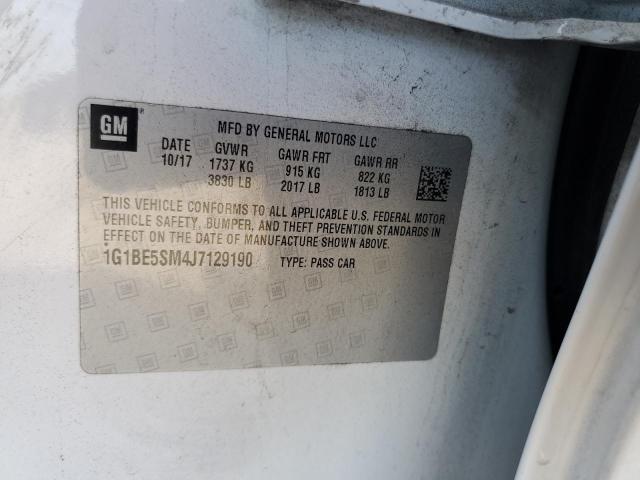 GM
MFD BY GENERAL MOTORS LLC
DATE GVWR GAWR FRT GAWR RR
10/17 1737 KG 915 KG 822 KG
3830 LB 2017 LB 1813 LB
THIS VEHICLE CONFORMS TO ALL APPLICABLE U.S. FEDERAL MOTOR
VEHICLE SAFETY, BUMPER, AND THEFT PREVENTION STANDARDS IN
EFFECT ON THE DATE OF MANUFACTURE SHOWN ABOVE.
1G1BE5SM4J7129190 TYPE: PASS CAR